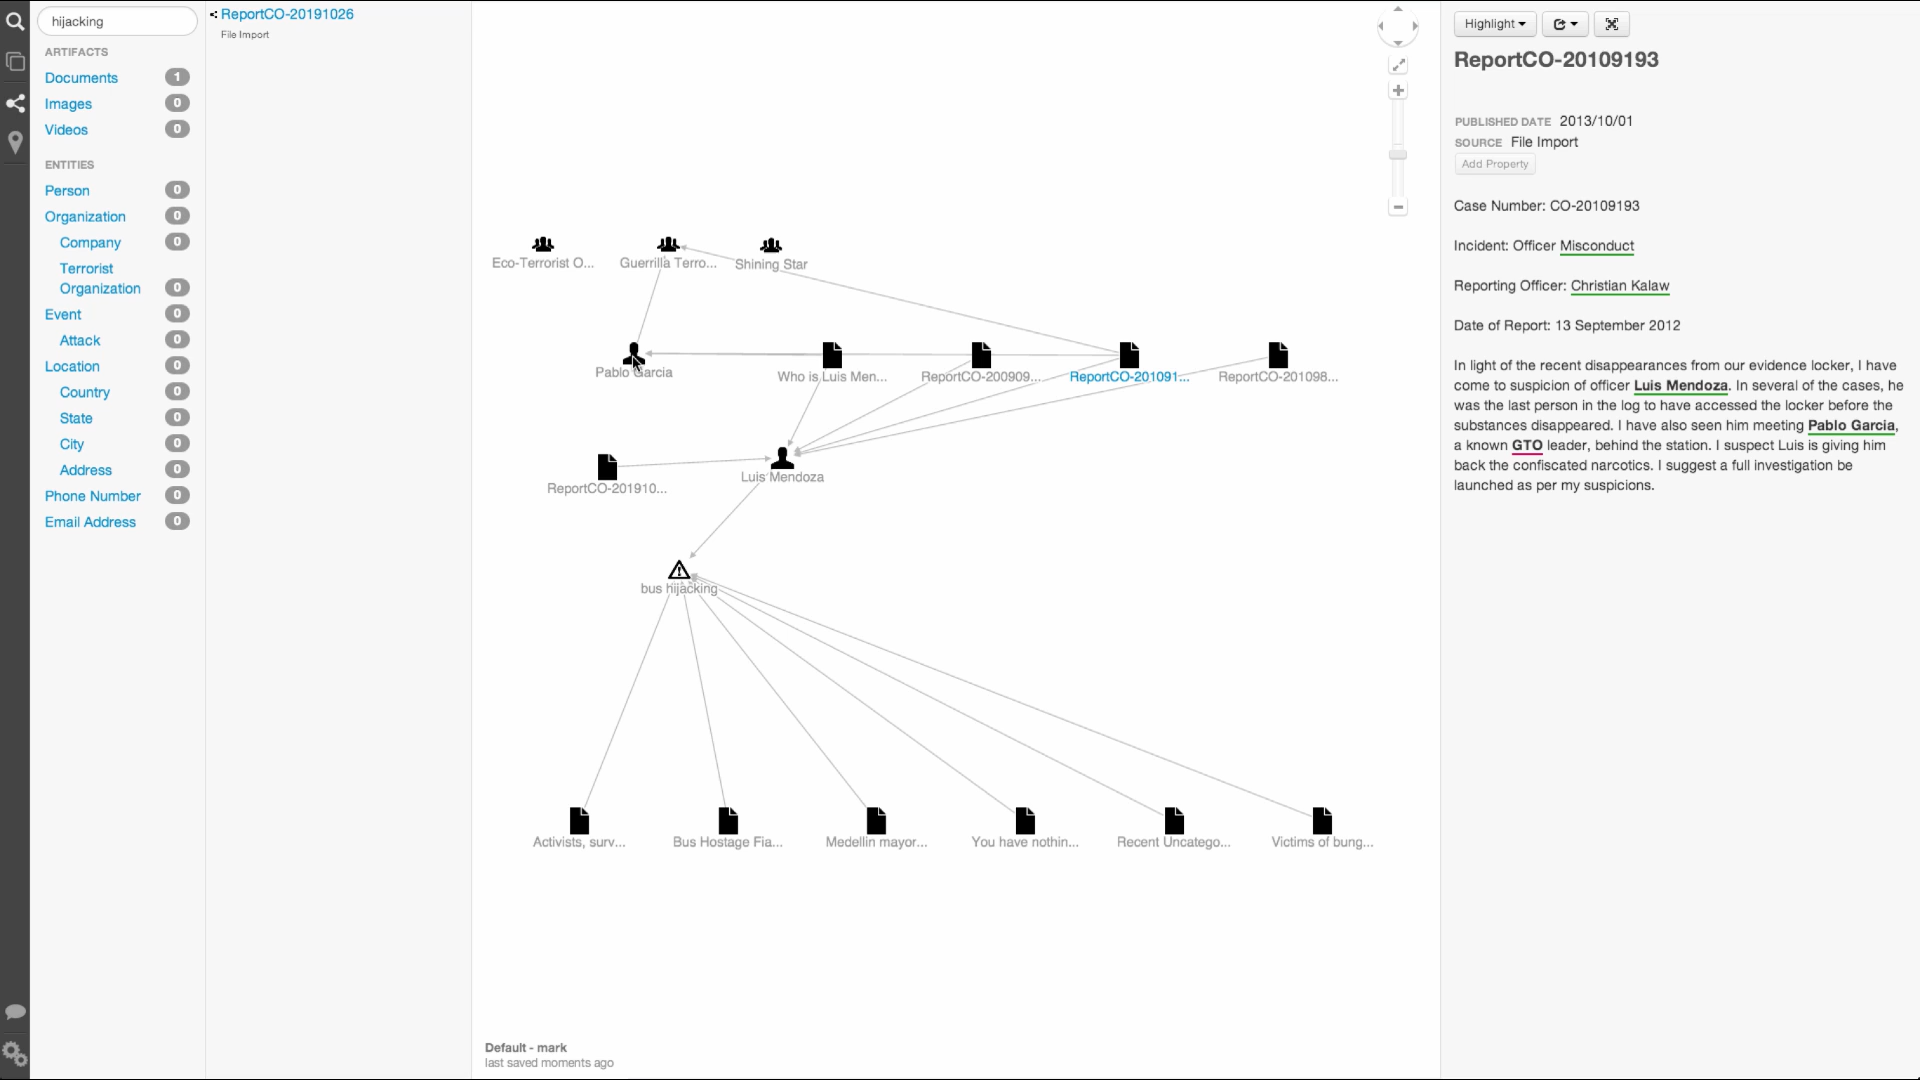 hijacking
ARTIFACTS
Documents 1
Images 0
Videos 0
ENTITIES
Person 0
Organization 0
Company 0
Terrorist
Organization 0
Event 0
Attack 0
Location 0
Country 0
State 0
City 0
Address 0
Phone Number 0
Email Address 0
ReportCO-20191026
File Import
Eco-Terrorist O...
Guerrilla Terro...
Shining Star
Pablo Garcia
Who is Luis Men...
ReportCO-200909...
ReportCO-201091...
ReportCO-201098...
ReportCO-201910...
Luis Mendoza
bus hijacking
Activists, surv...
Bus Hostage Fia...
Medellin mayor...
You have nothin...
Recent Uncatego...
Victims of bung...
Default - mark
last saved moments ago
Highlight
ReportCO-20109193
PUBLISHED DATE 2013/10/01
SOURCE File Import
Add Property
Case Number: CO-20109193
Incident: Officer Misconduct
Reporting Officer: Christian Kalaw
Date of Report: 13 September 2012
In light of the recent disappearances from our evidence locker, I have
come to suspicion of officer Luis Mendoza. In several of the cases, he
was the last person in the log to have accessed the locker before the
substances disappeared. I have also seen him meeting Pablo Garcia,
a known GTO leader, behind the station. I suspect Luis is giving him
back the confiscated narcotics. I suggest a full investigation be
launched as per my suspicions.